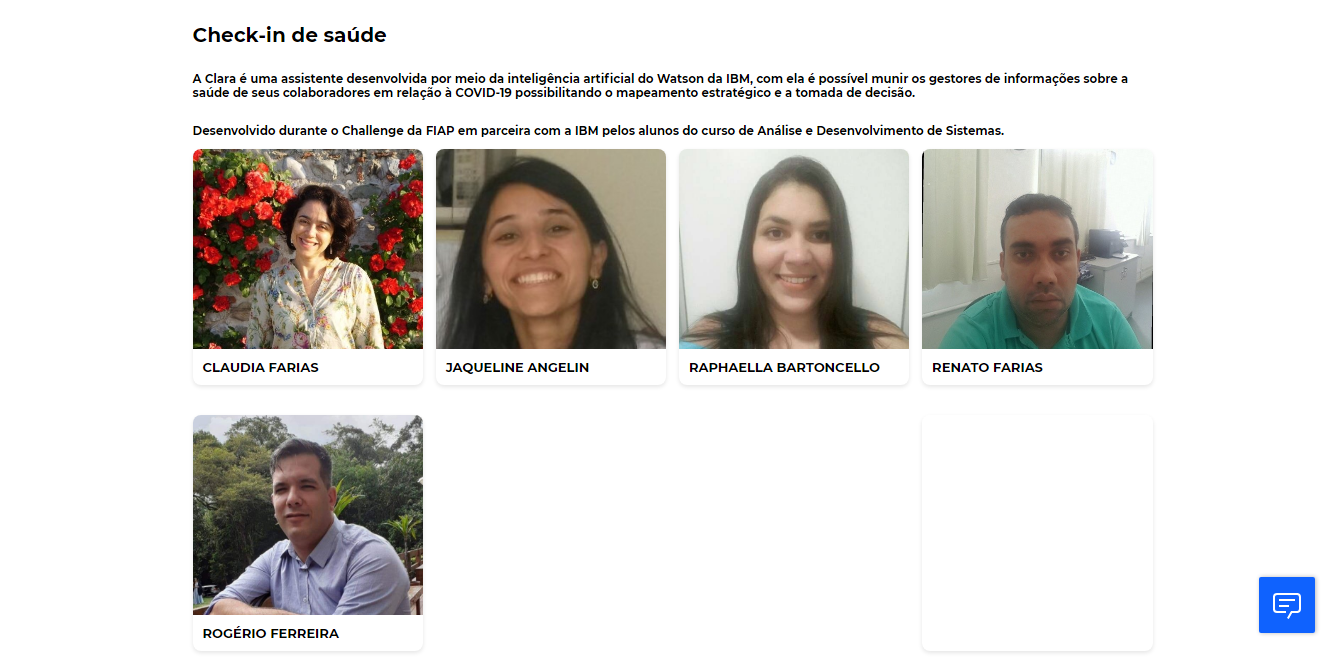 Check-in de saúde
A Clara é uma assistente desenvolvida por meio da inteligência artificial do Watson da IBM, com ela é possível munir os gestores de informações sobre a
saúde de seus colaboradores em relação à COVID-19 possibilitando o mapeamento estratégico e a tomada de decisão.
Desenvolvido durante o Challenge da FIAP em parceira com a IBM pelos alunos do curso de Análise e Desenvolvimento de Sistemas.
CLAUDIA FARIAS
JAQUELINE ANGELIN
RAPHAELLA BARTONCELLO
RENATO FARIAS
ROGÉRIO FERREIRA